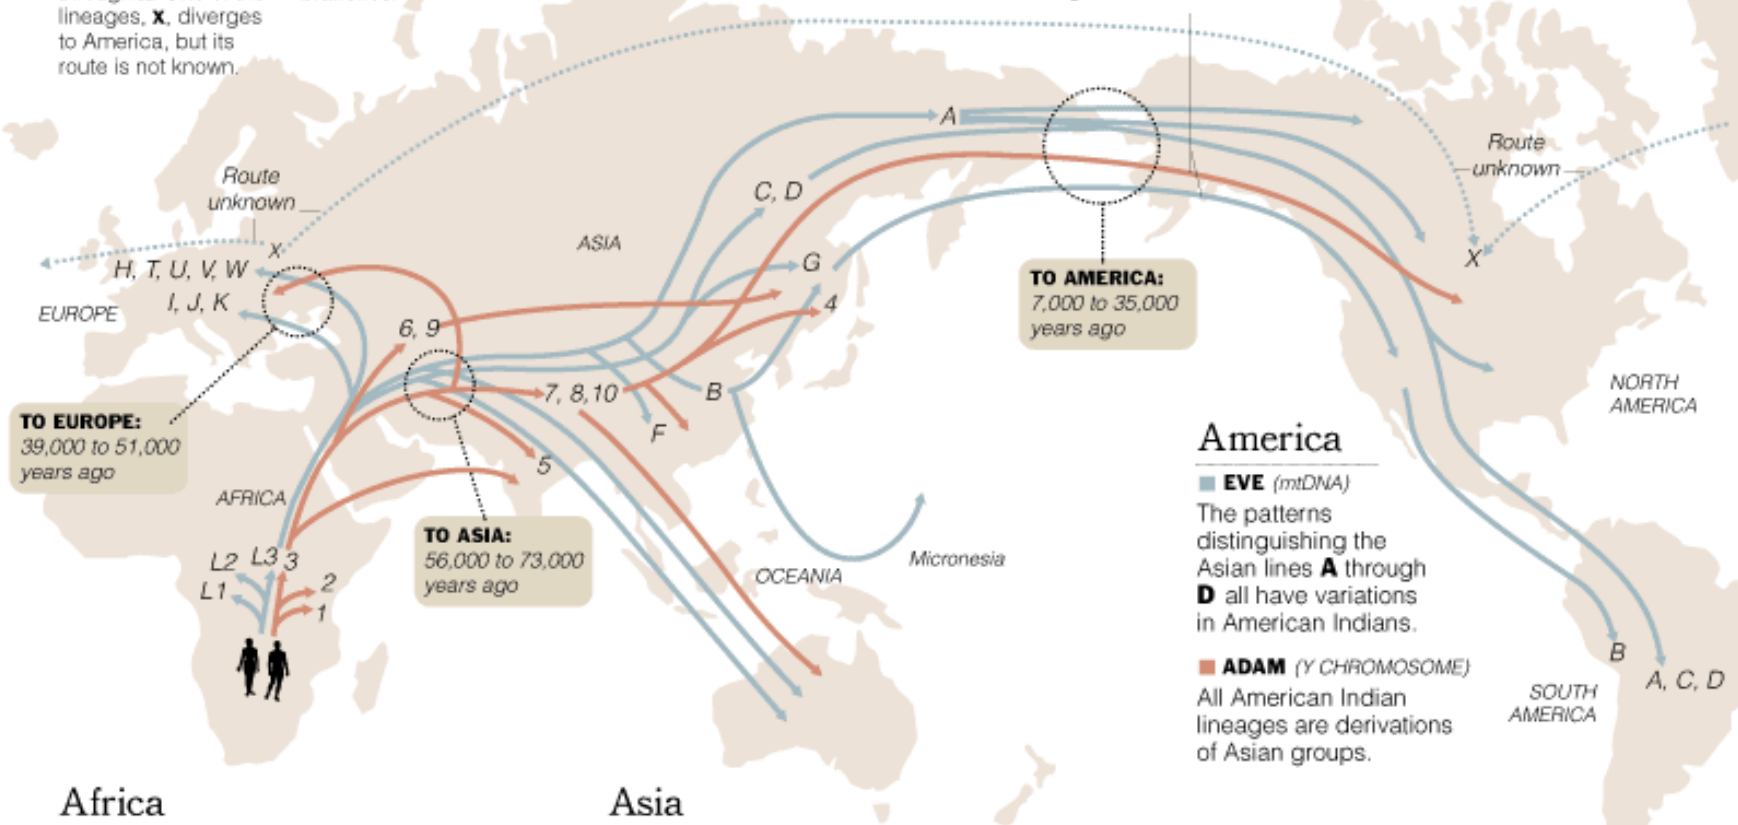 lineages, x, diverges
to America, but its
route is not known.
Route
unknown
X
H, T, U, V, W
I, J, K
EUROPE
ASIA
6, 9
C, D
A
G
4
7, 8,10
B
F
5
TO EUROPE:
39,000 to 51,000
years ago
AFRICA
TO ASIA:
56,000 to 73,000
years ago
L2
L3
3
L1
2
1
OCEANIA
Micronesia
TO AMERICA:
7,000 to 35,000
years ago
Route
unknown
X
NORTH
AMERICA
America
EVE (mtDNA)
The patterns
distinguishing the
Asian lines A through
D all have variations
in American Indians.
ADAM (Y CHROMOSOME)
All American Indian
lineages are derivations
of Asian groups.
B
A, C, D
SOUTH
AMERICA
Africa
Asia